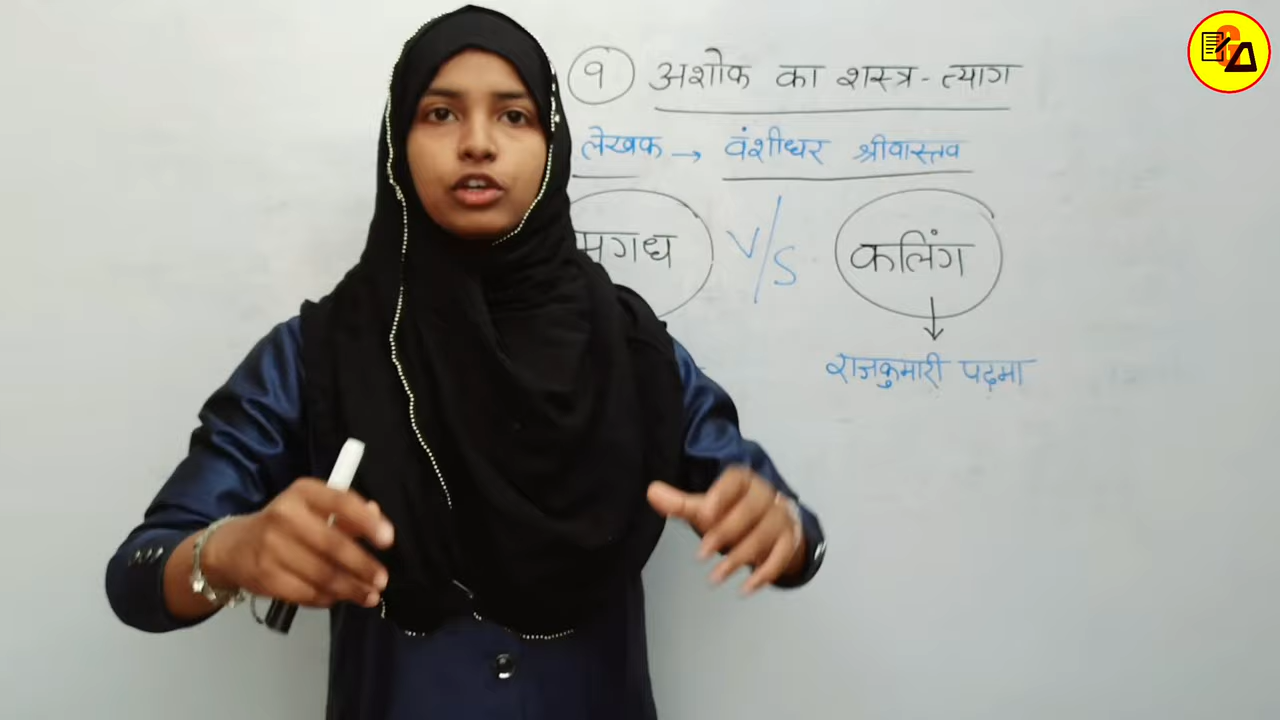 १ अशोक का शस्त्र-त्याग
लेखक → वंशीधर श्रीवास्तव
मगध V/S कलिंग
राजकुमारी पद्मा